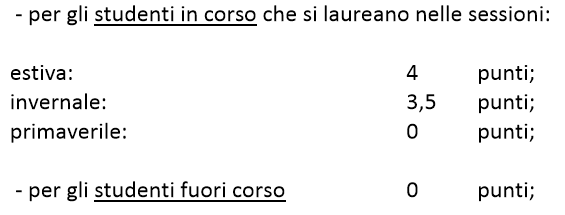 - per gli studenti in corso che si laureano nelle sessioni:
estiva: 4 punti;
invernale: 3,5 punti;
primaverile: 0 punti;
- per gli studenti fuori corso 0 punti;